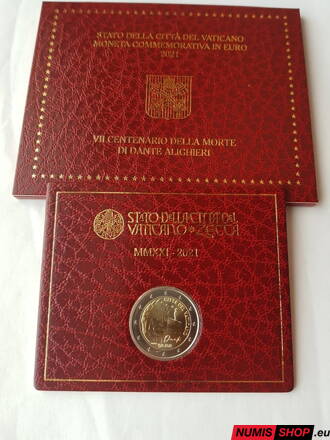 STATO DELLA CITTÀ DEL VATICANO
MONETA COMMEMORATIVA IN EURO
2021
VII CENTENARIO DELLA MORTE
DI DANTE ALIGHIERI
STATO DELLA CITTÀ DEL
VATICANO ZECCA
MMXXI - 2021
NUMIS SHOP.eu